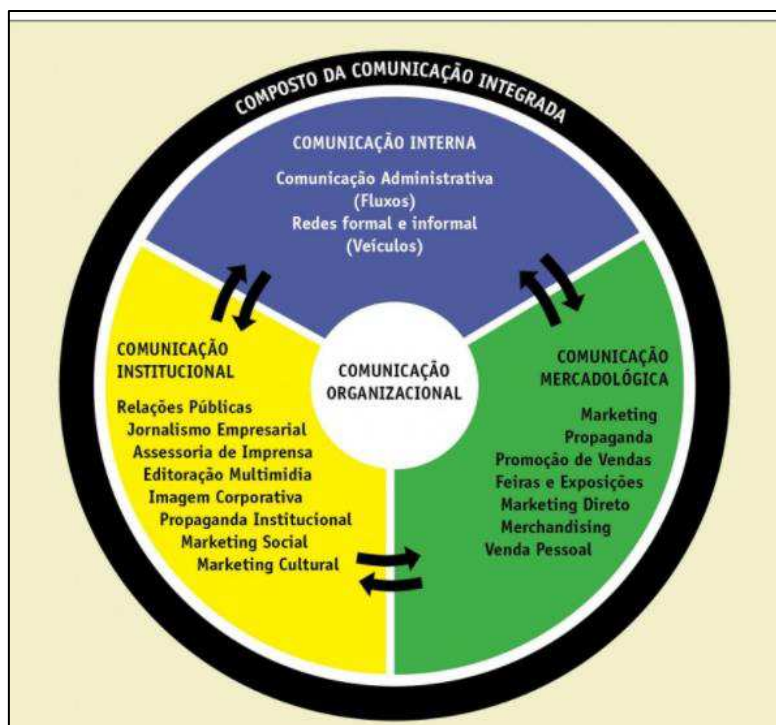 COMPOSTO DA COMUNICAÇÃO INTEGRADA
COMUNICAÇÃO INTERNA
Comunicação Administrativa
(Fluxos)
Redes formal e informal
(Veículos)
COMUNICAÇÃO
INSTITUCIONAL
Relações Públicas
Jornalismo Empresarial
Assessoria de Imprensa
Editoração Multimidia
Imagem Corporativa
Propaganda Institucional
Marketing Social
Marketing Cultural
COMUNICAÇÃO
ORGANIZACIONAL
COMUNICAÇÃO
MERCADOLÓGICA
Marketing
Propaganda
Promoção de Vendas
Feiras e Exposições
Marketing Direto
Merchandising
Venda Pessoal